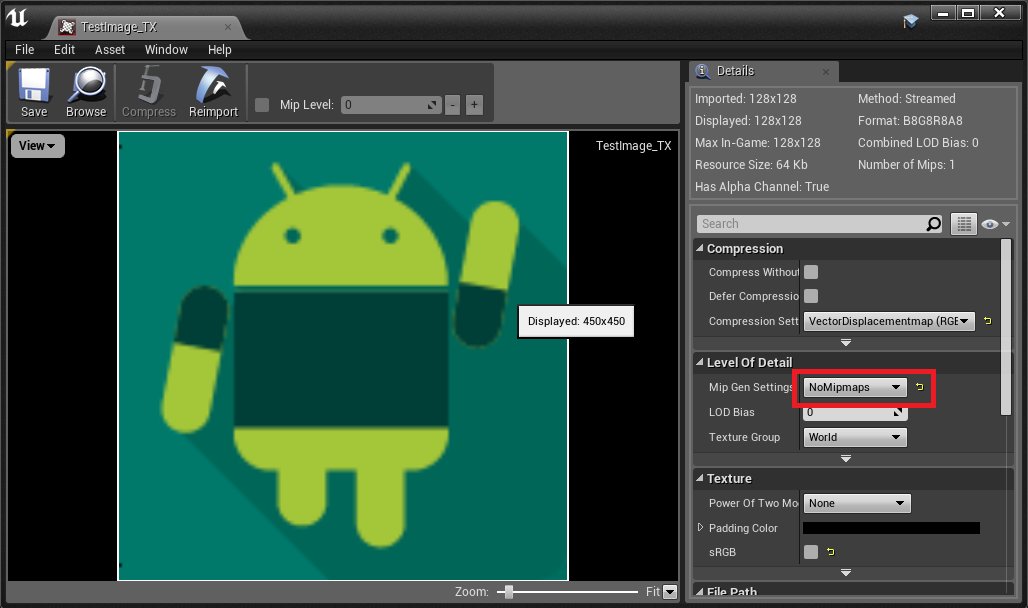 TestImage_TX
File Edit Asset Window Help
Save Browse Compress Reimport Mip Level: 0 - +
View
TestImage_TX
Displayed: 450x450
Zoom: Fit
Details
Imported: 128x128 Method: Streamed
Displayed: 128x128 Format: B8G8R8A8
Max In-Game: 128x128 Combined LOD Bias: 0
Resource Size: 64 Kb Number of Mips: 1
Has Alpha Channel: True
Search
Compression
Compress Without
Defer Compressio
Compression Sett VectorDisplacementmap (RGE
Level Of Detail
Mip Gen Settings NoMipmaps
LOD Bias 0
Texture Group World
Texture
Power Of Two Mo None
Padding Color
sRGB
File Path